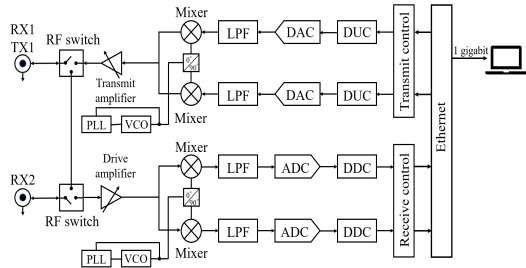 RX1
TX1
RF switch
Transmit
amplifier
Mixer
0°
90
Mixer
PLL
VCO
LPF
DAC
DUC
LPF
DAC
DUC
Transmit control
Ethernet
1 gigabit
RX2
RF switch
Drive
amplifier
Mixer
0°
90
Mixer
PLL
VCO
LPF
ADC
DDC
LPF
ADC
DDC
Receive control